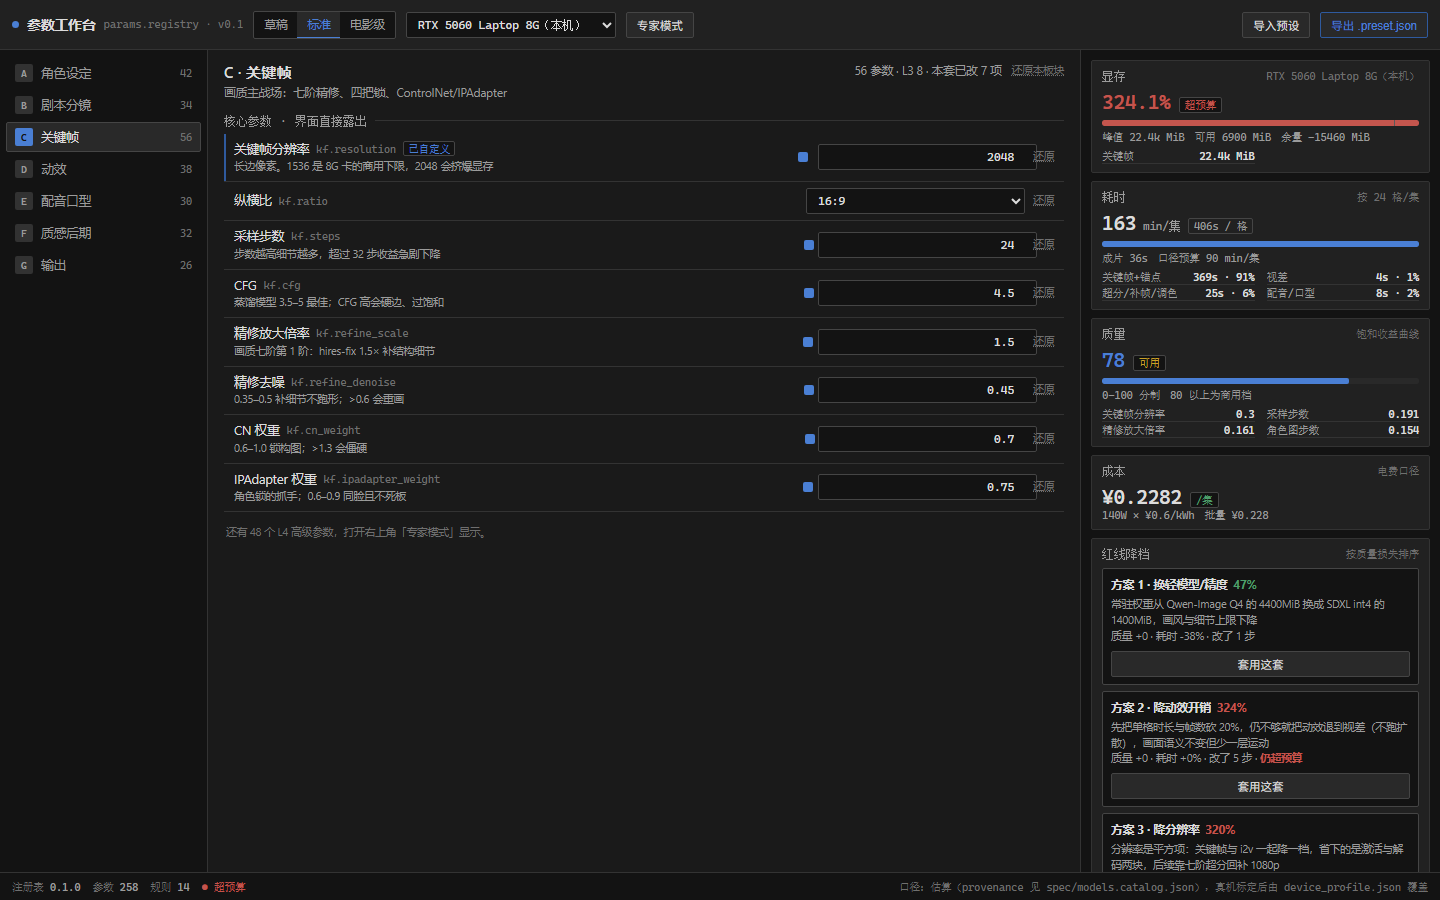 参数工作台 params.registry · v0.1 草稿 标准 电影级 RTX 5060 Laptop 8G（本机） 专家模式 导入预设 导出 .preset.json
A 角色设定 42
B 剧本分镜 34
C 关键帧 56
D 动效 38
E 配音口型 30
F 质感后期 32
G 输出 26
C · 关键帧
56 参数 · L3 8 · 本套已改 7 项 还原本板块
画质主战场：七阶精修、四把锁、ControlNet/IPAdapter
核心参数 · 界面直接露出
关键帧分辨率 kf.resolution 已自定义
长边像素。1536 是 8G 卡的商用下限，2048 会挤爆显存
2048 还原
纵横比 kf.ratio
16:9 还原
采样步数 kf.steps
步数越高细节越多，超过 32 步收益急剧下降
24 还原
CFG kf.cfg
蒸馏模型 3.5–5 最佳；CFG 高会硬边、过饱和
4.5 还原
精修放大倍率 kf.refine_scale
画质七阶第 1 阶：hires-fix 1.5× 补结构细节
1.5 还原
精修去噪 kf.refine_denoise
0.35–0.5 补细节不跑形；>0.6 会重画
0.45 还原
CN 权重 kf.cn_weight
0.6–1.0 锁构图；>1.3 会僵硬
0.7 还原
IPAdapter 权重 kf.ipadapter_weight
角色锁的抓手；0.6–0.9 同脸且不死板
0.75 还原
还有 48 个 L4 高级参数，打开右上角「专家模式」显示。
显存 RTX 5060 Laptop 8G（本机）
324.1% 超预算
峰值 22.4k MiB 可用 6900 MiB 余量 −15460 MiB
关键帧 22.4k MiB
耗时 按 24 格/集
163 min/集 406s / 格
成片 36s 口径预算 90 min/集
关键帧+锚点 369s · 91% 视差 4s · 1%
超分/补帧/调色 25s · 6% 配音/口型 8s · 2%
质量 饱和收益曲线
78 可用
0–100 分制 80 以上为商用档
关键帧分辨率 0.3 采样步数 0.191
精修放大倍率 0.161 角色图步数 0.154
成本 电费口径
¥0.2282 /集
140W × ¥0.6/kWh 批量 ¥0.228
红线降档 按质量损失排序
方案 1 · 换轻模型/精度 47%
常驻权重从 Qwen-Image Q4 的 4400MiB 换成 SDXL int4 的
1400MiB，画风与细节上限下降
质量 +0 · 耗时 -38% · 改了 1 步
套用这套
方案 2 · 降动效开销 324%
先把单格时长与帧数砍 20%，仍不够就把动效退到视差（不跑扩
散），画面语义不变但少一层运动
质量 +0 · 耗时 +0% · 改了 5 步 · 仍超预算
套用这套
方案 3 · 降分辨率 320%
分辨率是平方项：关键帧与 i2v 一起降一档，省下的是激活与解
码两块，后续靠七阶超分回补 1080p
注册表 0.1.0 参数 258 规则 14 超预算
口径：估算（provenance 见 spec/models.catalog.json），真机标定后由 device_profile.json 覆盖